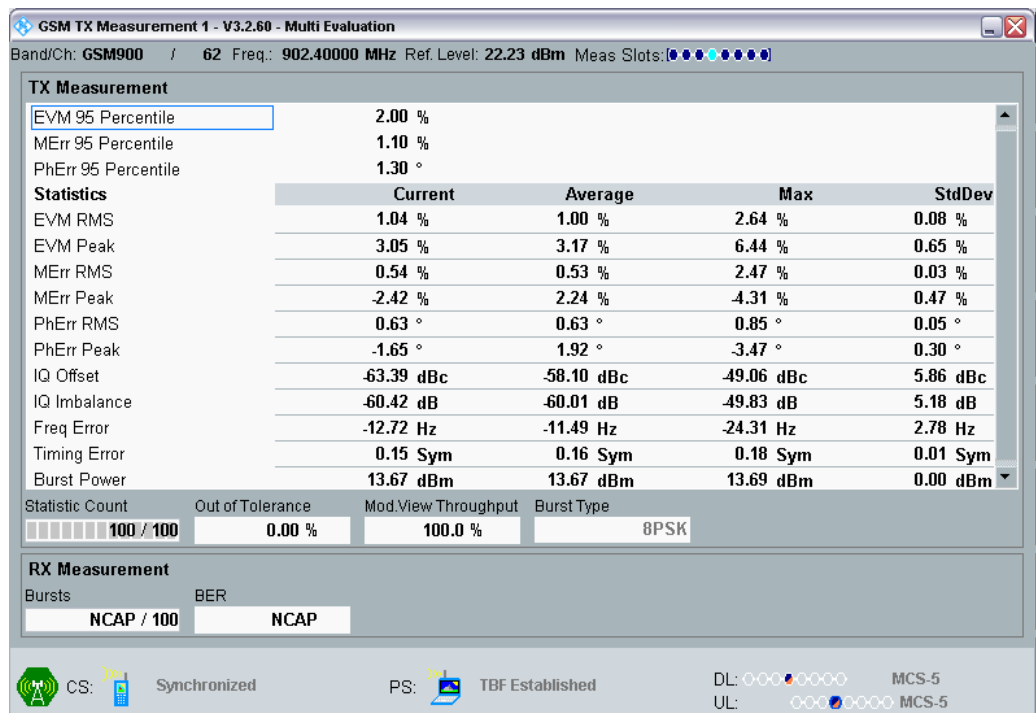 GSM TX Measurement 1 - V3.2.60 - Multi Evaluation
Band/Ch: GSM900 / 62 Freq.: 902.40000 MHz Ref. Level: 22.23 dBm Meas Slots:
TX Measurement
EVM 95 Percentile 2.00 %
MErr 95 Percentile 1.10 %
PhErr 95 Percentile 1.30 °
Statistics Current Average Max StdDev
EVM RMS 1.04 % 1.00 % 2.64 % 0.08 %
EVM Peak 3.05 % 3.17 % 6.44 % 0.65 %
MErr RMS 0.54 % 0.53 % 2.47 % 0.03 %
MErr Peak -2.42 % 2.24 % -4.31 % 0.47 %
PhErr RMS 0.63 ° 0.63 ° 0.85 ° 0.05 °
PhErr Peak -1.65 ° 1.92 ° -3.47 ° 0.30 °
IQ Offset -63.39 dBc -58.10 dBc -49.06 dBc 5.86 dBc
IQ Imbalance -60.42 dB -60.01 dB -49.83 dB 5.18 dB
Freq Error -12.72 Hz -11.49 Hz -24.31 Hz 2.78 Hz
Timing Error 0.15 Sym 0.16 Sym 0.18 Sym 0.01 Sym
Burst Power 13.67 dBm 13.67 dBm 13.69 dBm 0.00 dBm
Statistic Count Out of Tolerance Mod.View Throughput Burst Type
100 / 100 0.00 % 100.0 % 8PSK
RX Measurement
Bursts BER
NCAP / 100 NCAP
CS: Synchronized PS: TBF Established DL: MCS-5
UL: MCS-5